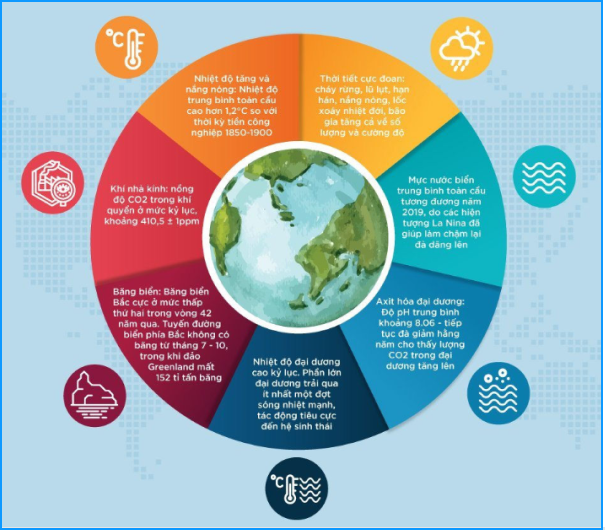 °C
Nhiệt độ tăng và
nắng nóng: Nhiệt độ
trung bình toàn cầu
cao hơn 1,2°C so với
thời kỳ tiền công
nghiệp 1850-1900
Thời tiết cực đoan:
cháy rừng, lũ lụt, hạn
hán, nắng nóng, lốc
xoáy nhiệt đới, bão
gia tăng cả về số
lượng và cường độ
Mực nước biển
trung bình toàn cầu
tương đương năm
2019, do các hiện
tượng La Nina đã
giúp làm chậm lại
đà dâng lên
Axit hóa đại dương:
Độ pH trung bình
khoảng 8,06 - tiếp
tục đã giảm hằng
năm cho thấy lượng
CO2 trong đại
dương tăng lên
Nhiệt độ đại dương
cao kỷ lục. Phần lớn
đại dương trải qua
ít nhất một đợt
sóng nhiệt mạnh,
tác động tiêu cực
đến hệ sinh thái
°C
Băng biển: Băng biển
Bắc cực ở mức thấp
thứ hai trong vòng 42
năm qua. Tuyến đường
biển phía Bắc không có
băng từ tháng 7 - 10,
trong khi đảo
Greenland mất
152 tỉ tấn băng
Khí nhà kính: nồng
độ CO2 trong khí
quyển ở mức kỷ lục,
khoảng 410,5 ± 1ppm